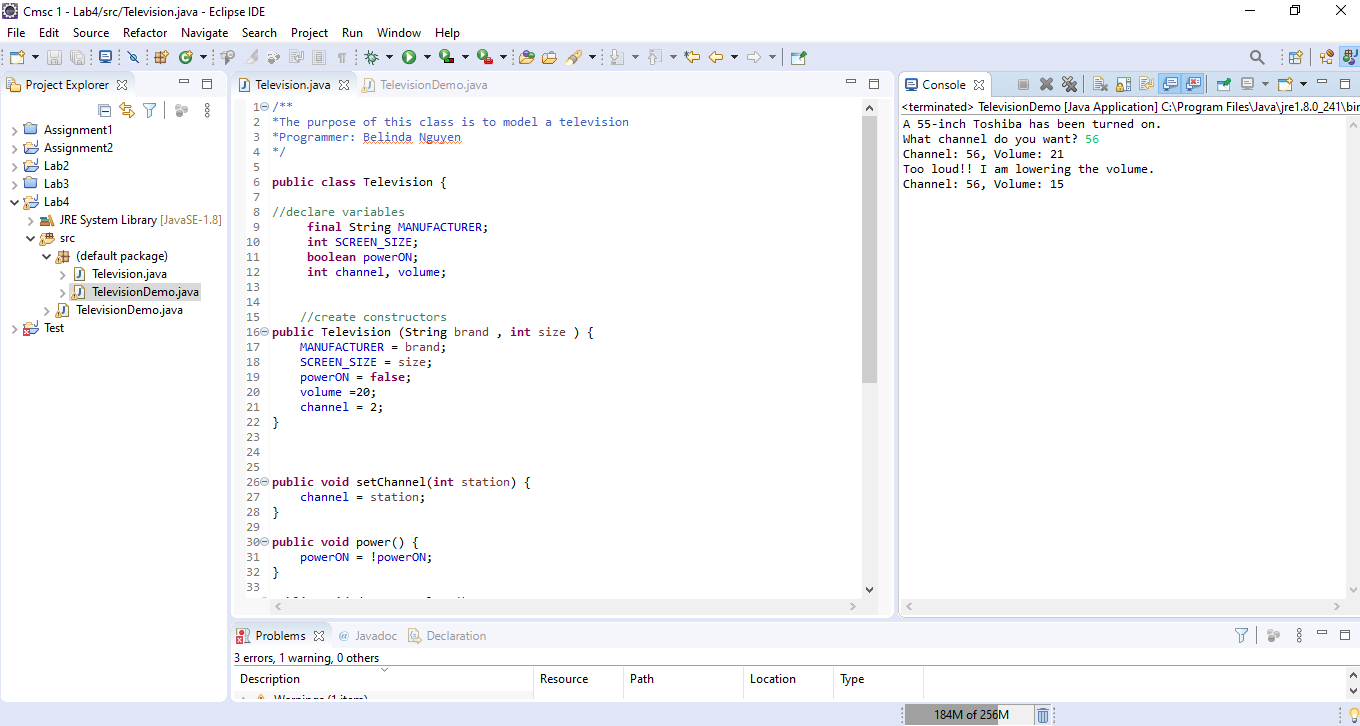 Cmsc 1 - Lab4/src/Television.java - Eclipse IDE
File Edit Source Refactor Navigate Search Project Run Window Help
Project Explorer
Assignment1
Assignment2
Lab2
Lab3
Lab4
JRE System Library [JavaSE-1.8]
src
(default package)
Television.java
TelevisionDemo.java
TelevisionDemo.java
Test
Television.java TelevisionDemo.java
1 /**
2 *The purpose of this class is to model a television
3 *Programmer: Belinda Nguyen
4 */
5
6 public class Television {
7
8 //declare variables
9 final String MANUFACTURER;
10 int SCREEN_SIZE;
11 boolean powerON;
12 int channel, volume;
13
14
15 //create constructors
16 public Television (String brand , int size ) {
17 MANUFACTURER = brand;
18 SCREEN_SIZE = size;
19 powerON = false;
20 volume =20;
21 channel = 2;
22 }
23
24
25
26 public void setChannel(int station) {
27 channel = station;
28 }
29
30 public void power() {
31 powerON = !powerON;
32 }
33
Console
<terminated> TelevisionDemo [Java Application] C:\Program Files\Java\jre1.8.0_241\bin
A 55-inch Toshiba has been turned on.
What channel do you want? 56
Channel: 56, Volume: 21
Too loud!! I am lowering the volume.
Channel: 56, Volume: 15
Problems @ Javadoc Declaration
3 errors, 1 warning, 0 others
Description Resource Path Location Type
Warnings (1 item)
184M of 256M